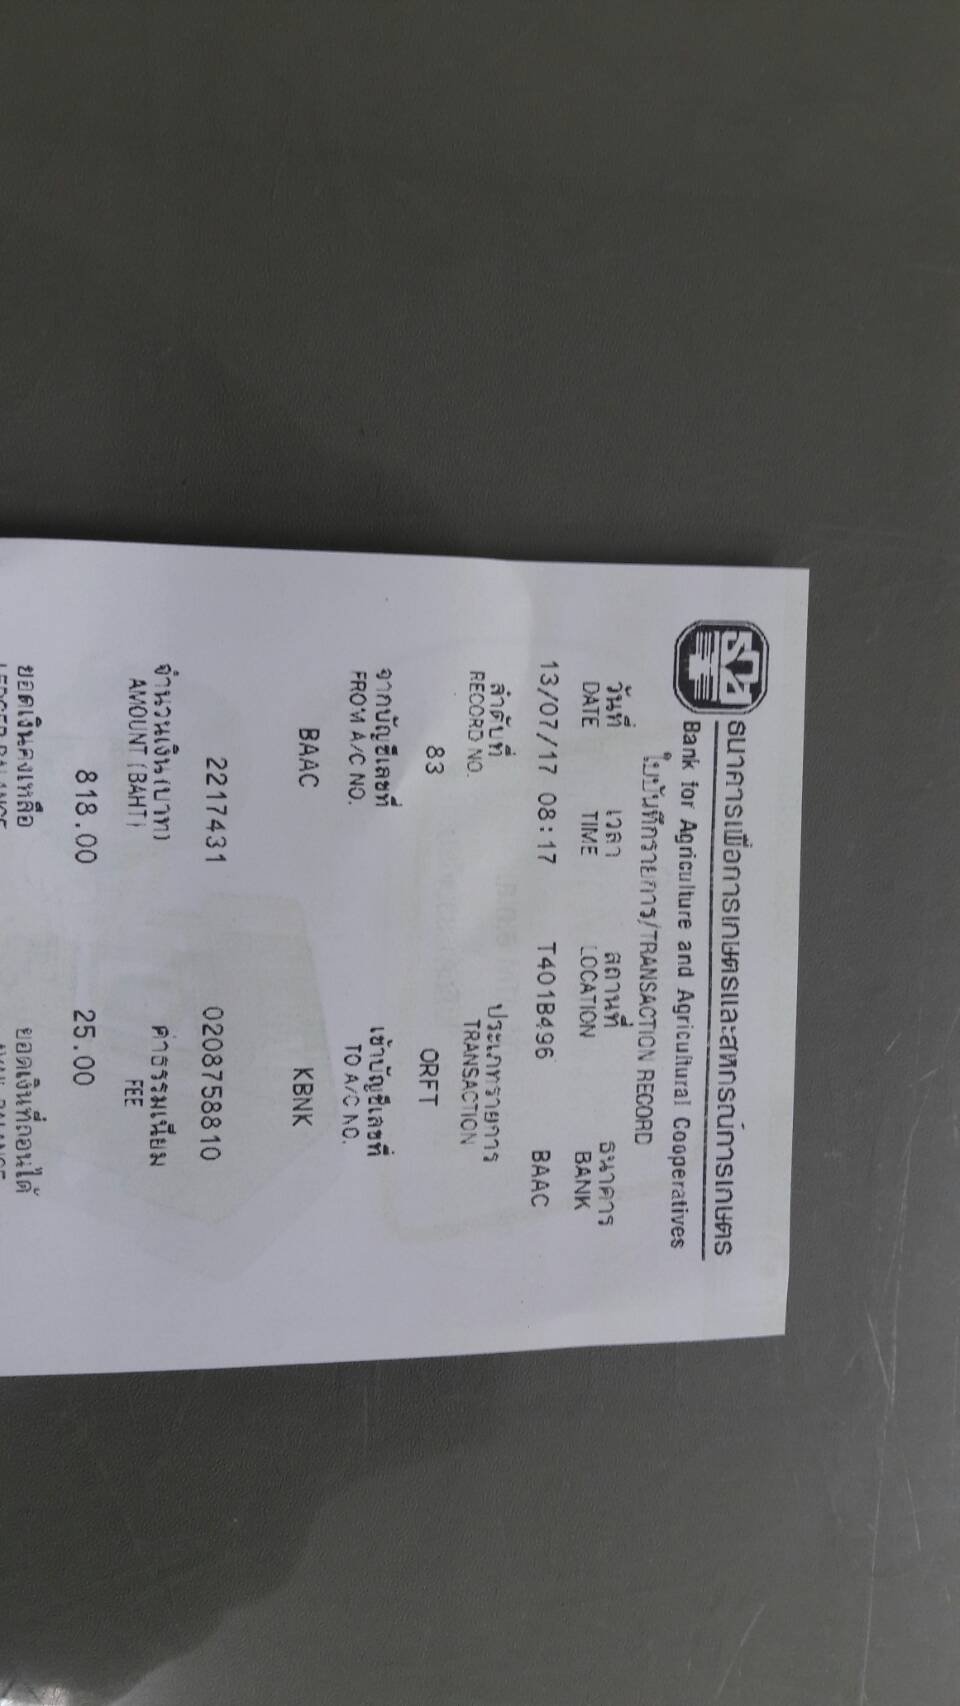 ธกส
ธนาคารเพื่อการเกษตรและสหกรณ์การเกษตร
Bank for Agriculture and Agricultural Cooperatives
ใบบันทึกรายการ/TRANSACTION RECORD
วันที่ เวลา สถานที่ ธนาคาร
DATE TIME LOCATION BANK
13/07/17 08:17 T401B496 BAAC
ลำดับที่ ประเภทรายการ
RECORD NO. TRANSACTION
83 ORFT
จากบัญชีเลขที่ เข้าบัญชีเลขที่
FROM A/C NO. TO A/C NO.
BAAC KBNK
2217431 0208758810
จำนวนเงิน(บาท) ค่าธรรมเนียม
AMOUNT (BAHT) FEE
818.00 25.00
ยอดเงินคงเหลือ ยอดเงินที่ถอนได้